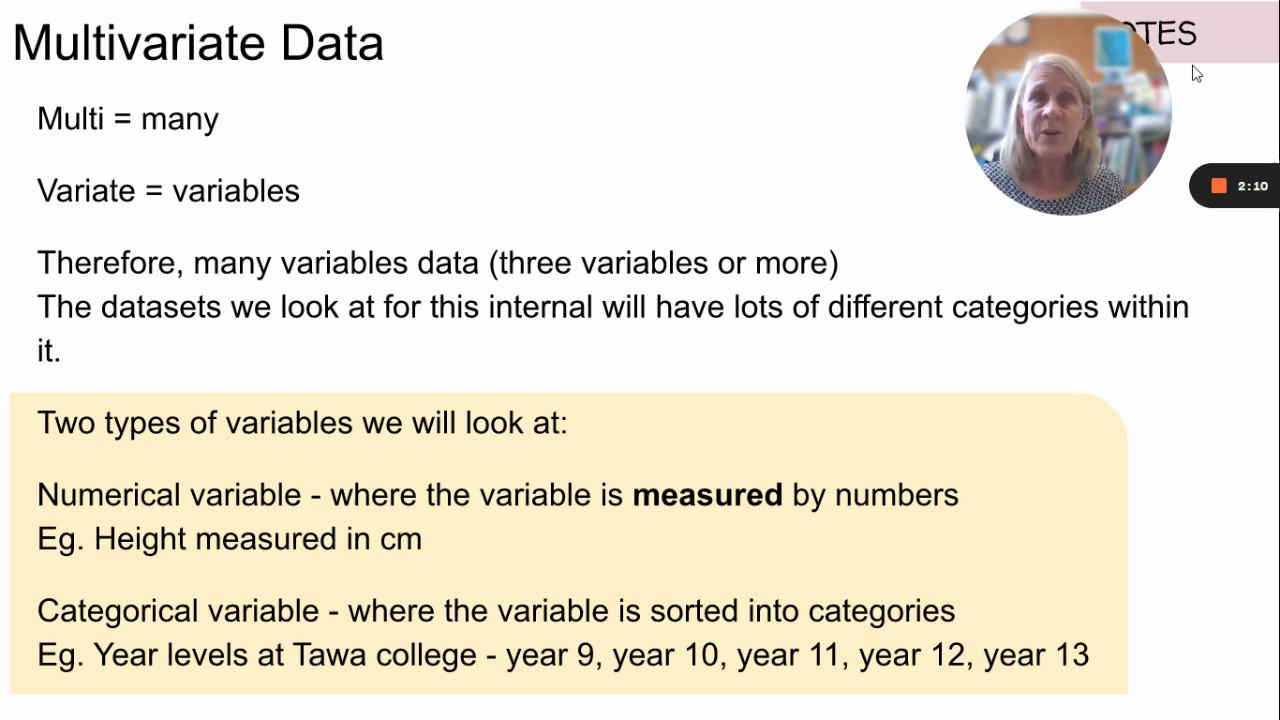 Multivariate Data
Multi = many
Variate = variables
Therefore, many variables data (three variables or more)
The datasets we look at for this internal will have lots of different categories within
it.
Two types of variables we will look at:
Numerical variable - where the variable is measured by numbers
Eg. Height measured in cm
Categorical variable - where the variable is sorted into categories
Eg. Year levels at Tawa college - year 9, year 10, year 11, year 12, year 13
2:10